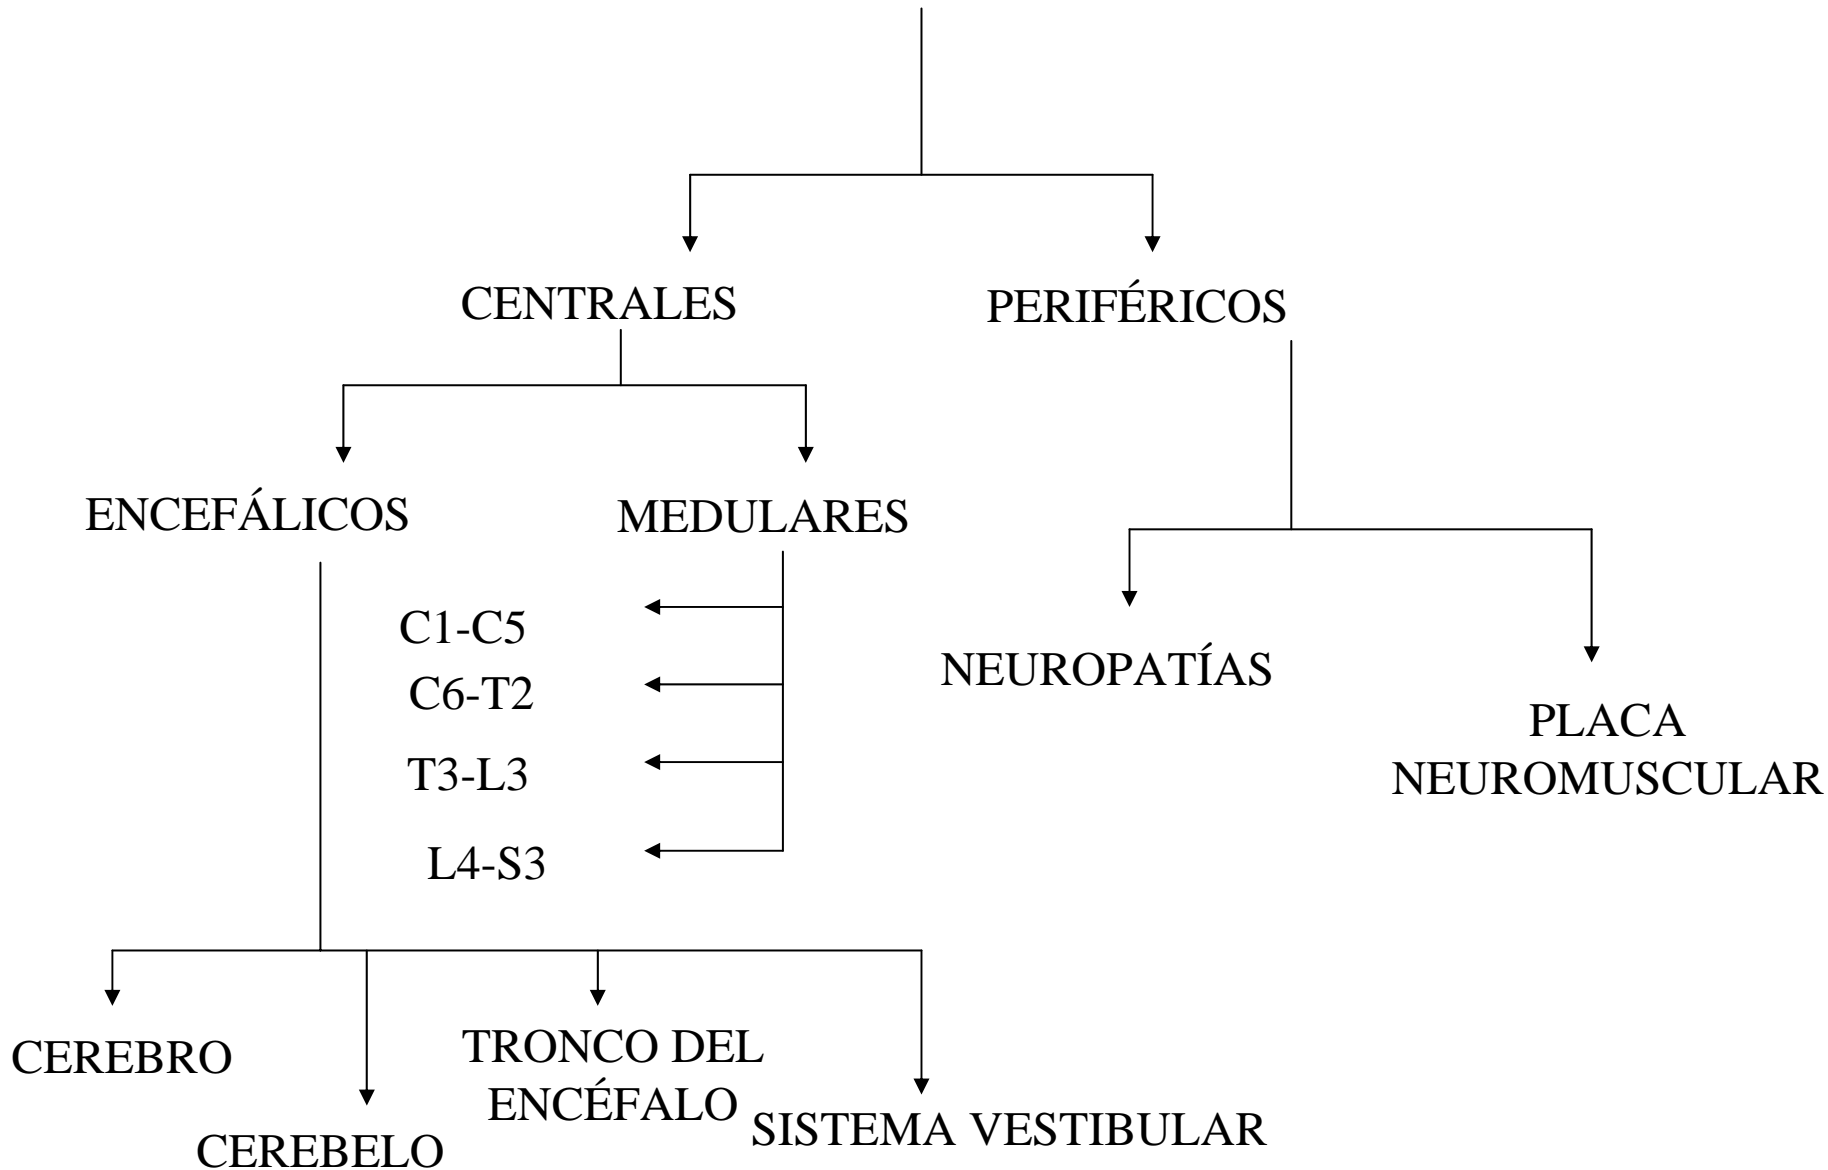 CENTRALES
PERIFÉRICOS
ENCEFÁLICOS
MEDULARES
C1-C5
C6-T2
T3-L3
L4-S3
NEUROPATÍAS
PLACA
NEUROMUSCULAR
CEREBRO
CEREBELO
TRONCO DEL
ENCÉFALO
SISTEMA VESTIBULAR